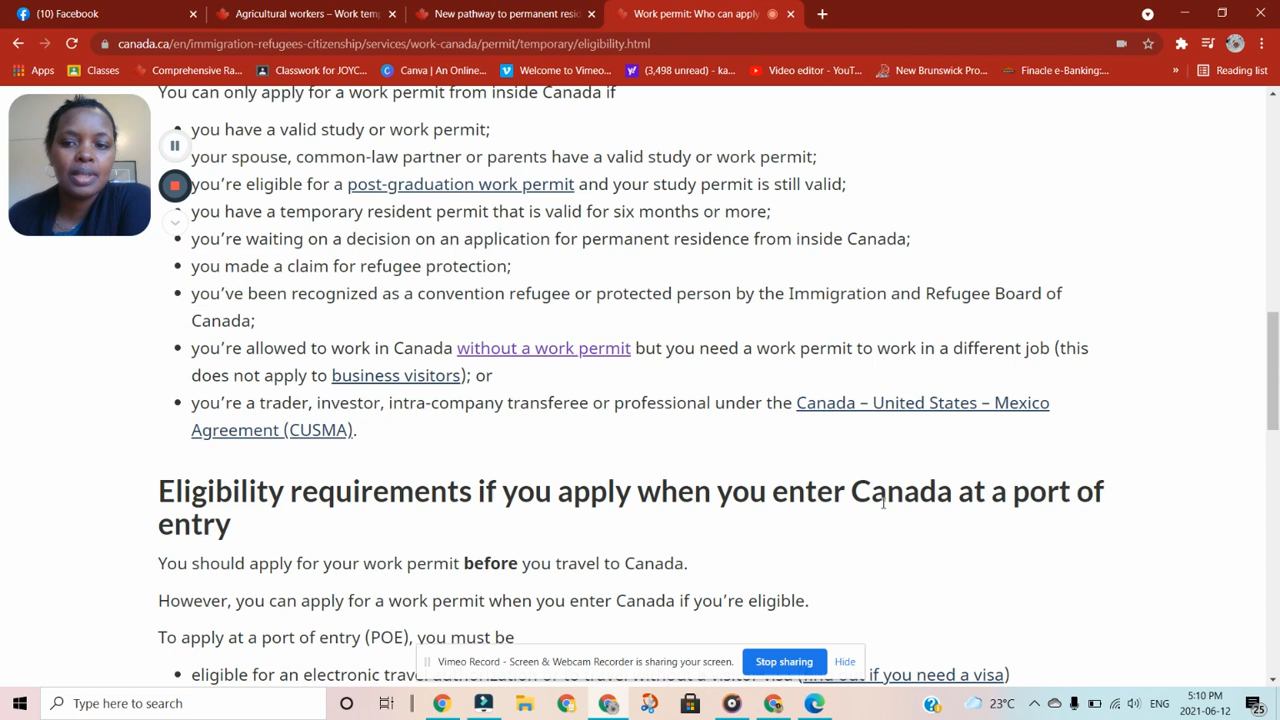 (10) Facebook
Agricultural workers – Work tem
New pathway to permanent resid
Work permit: Who can apply
canada.ca/en/immigration-refugees-citizenship/services/work-canada/permit/temporary/eligibility.html
Apps
Classes
Comprehensive Ra...
Classwork for JOYC...
Canva | An Online...
Welcome to Vimeo...
(3,498 unread) - ka...
Video editor - YouT...
New Brunswick Pro...
Finacle e-Banking:...
»
Reading list
You can only apply for a work permit from inside Canada if
• you have a valid study or work permit;
your spouse, common-law partner or parents have a valid study or work permit;
you're eligible for a post-graduation work permit and your study permit is still valid;
you have a temporary resident permit that is valid for six months or more;
• you're waiting on a decision on an application for permanent residence from inside Canada;
• you made a claim for refugee protection;
• you've been recognized as a convention refugee or protected person by the Immigration and Refugee Board of
Canada;
• you're allowed to work in Canada without a work permit but you need a work permit to work in a different job (this
does not apply to business visitors); or
• you're a trader, investor, intra-company transferee or professional under the Canada – United States – Mexico
Agreement (CUSMA).
Eligibility requirements if you apply when you enter Canada at a port of
entry
You should apply for your work permit before you travel to Canada.
However, you can apply for a work permit when you enter Canada if you're eligible.
To apply at a port of entry (POE), you must be
• eligible for an electronic
if you need a visa)
Vimeo Record - Screen & Webcam Recorder is sharing your screen.
Stop sharing
Hide
Type here to search
23°C
ENG
5:10 PM
2021-06-12
25